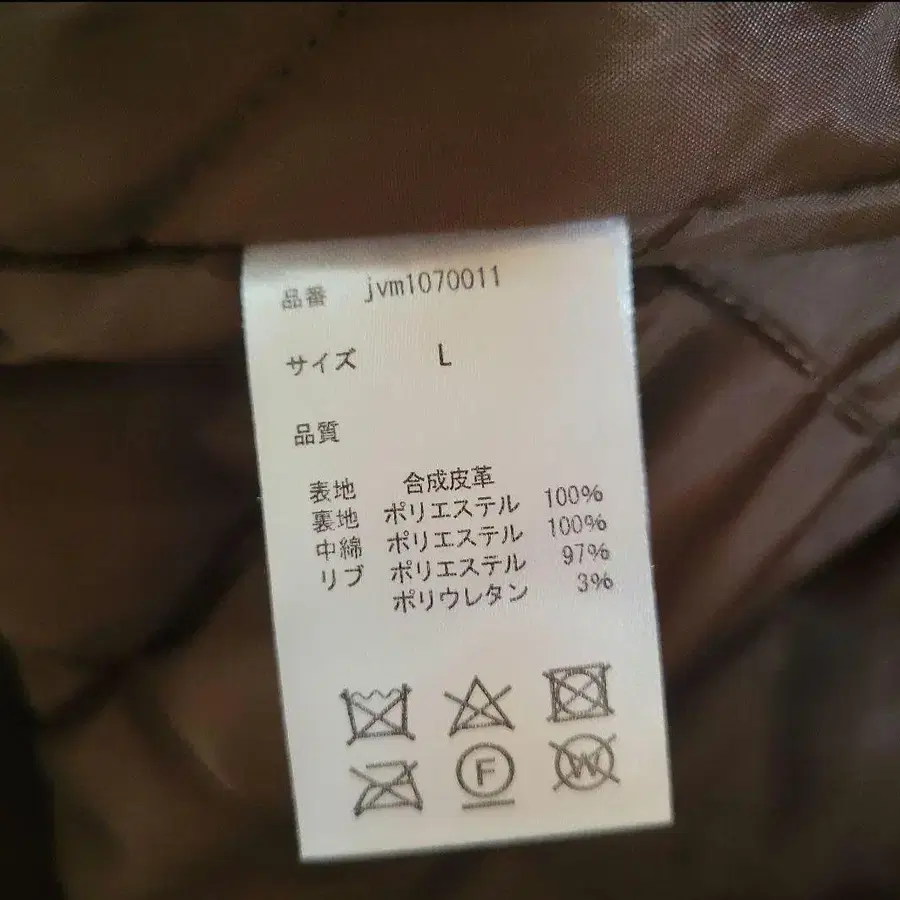 品番 jvm1070011
サイズ L
品質
表地 合成皮革
裏地 ポリエステル 100%
中綿 ポリエステル 100%
リブ ポリエステル 97%
ポリウレタン 3%
F
W